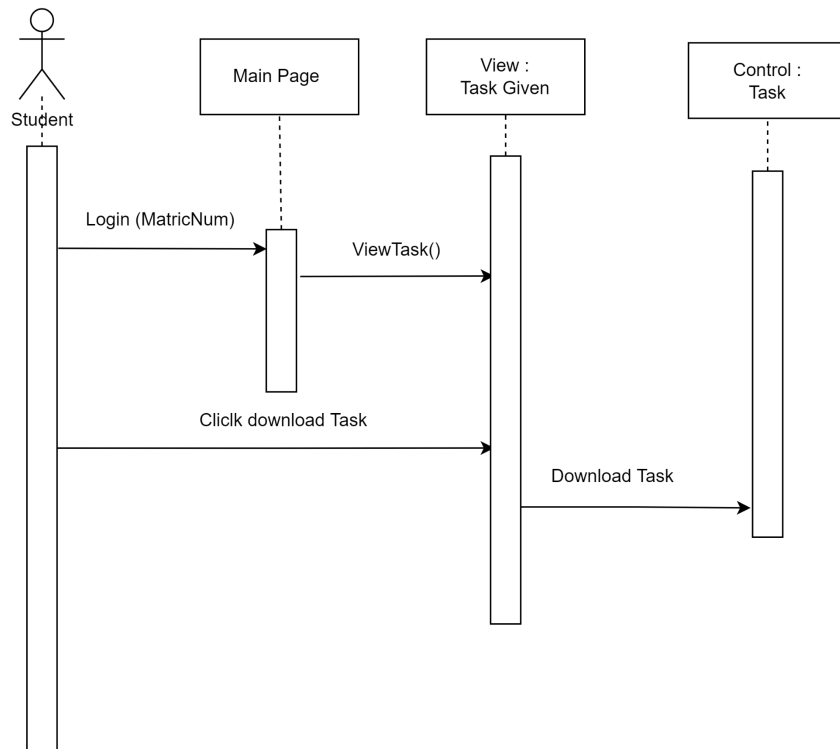 Student
Main Page
View :
Task Given
Control :
Task
Login (MatricNum)
ViewTask()
Cliclk download Task
Download Task